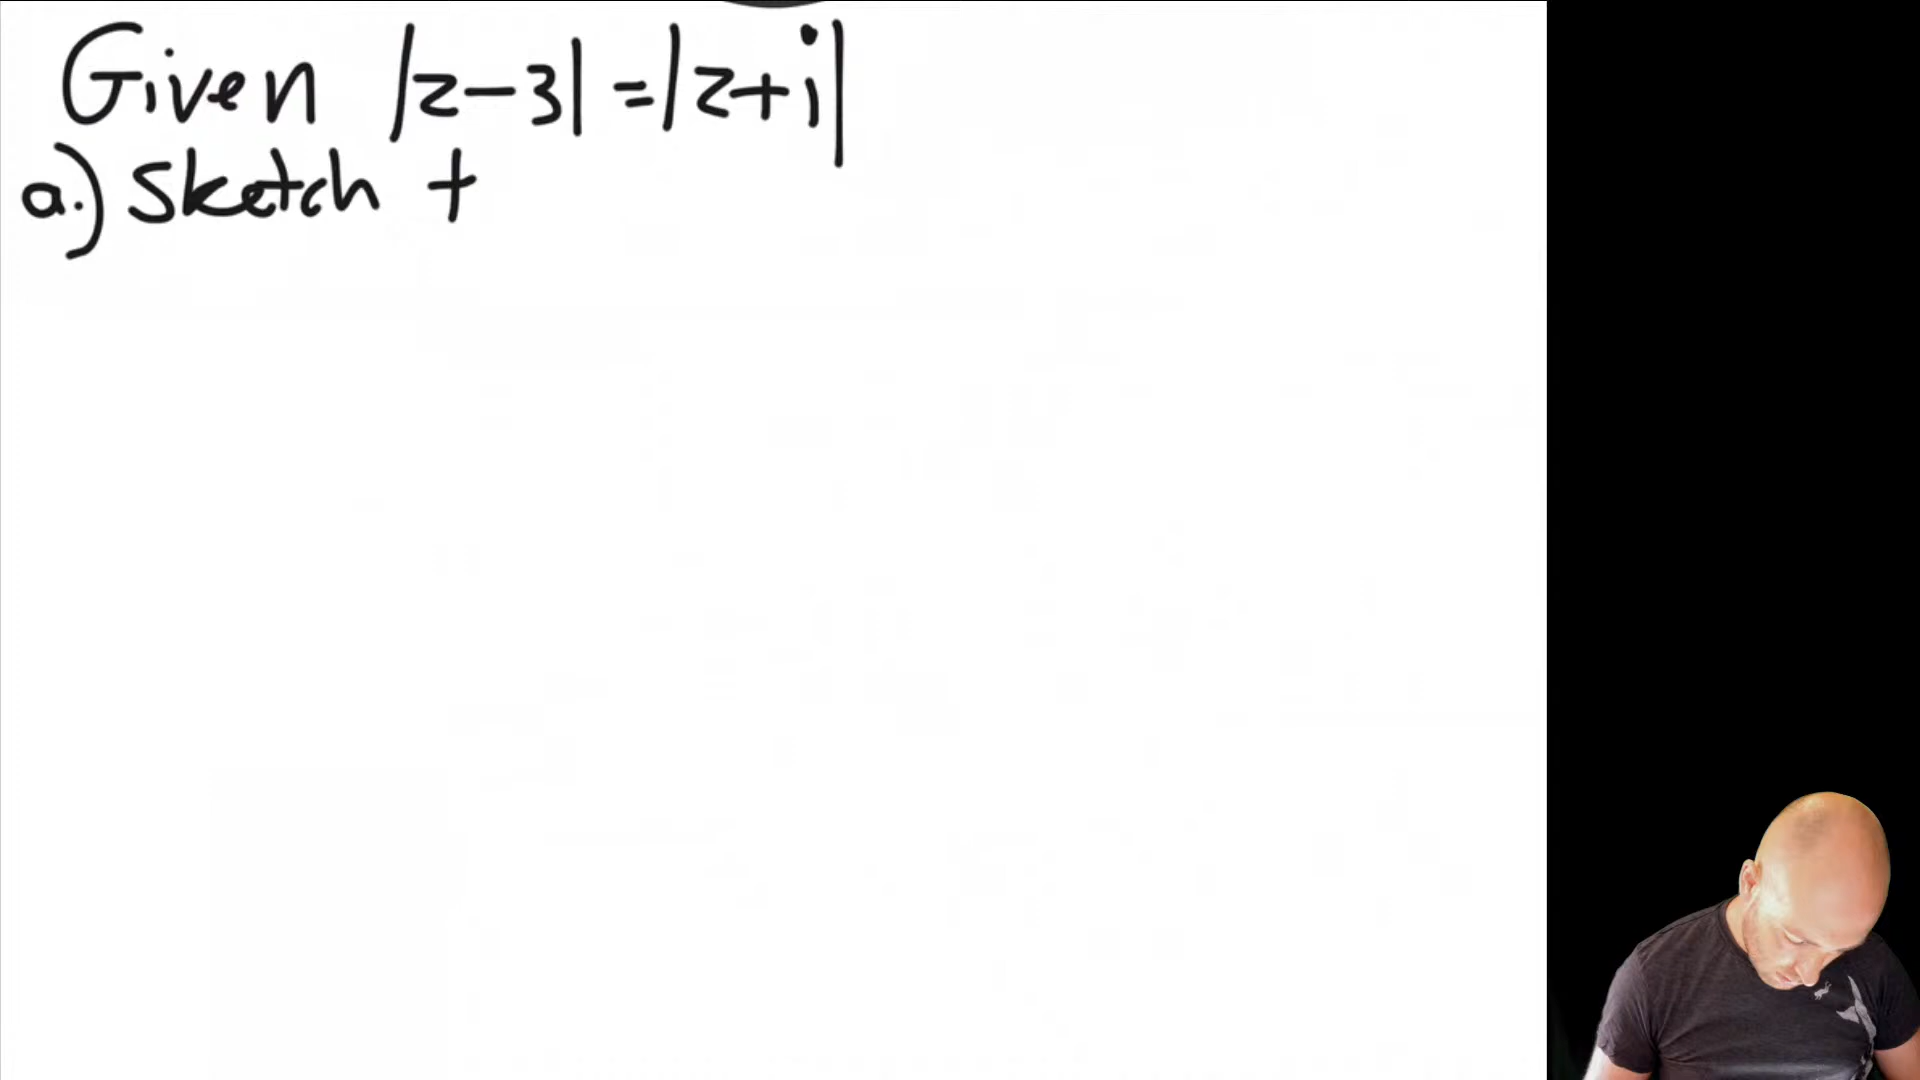 Given |z-3| = |z+i|
a.) Sketch t